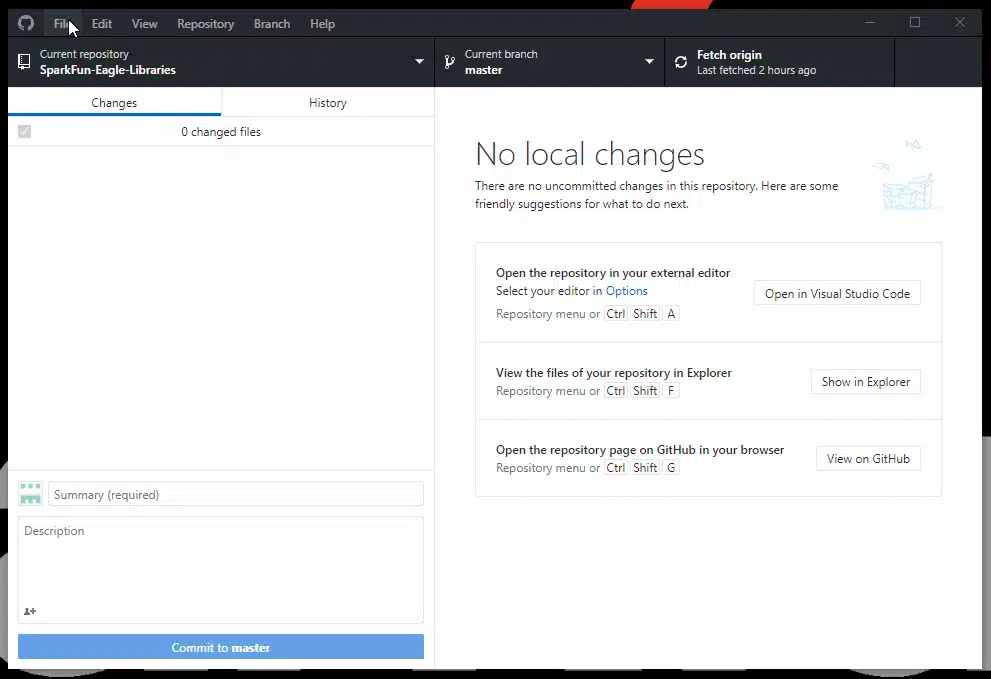 File Edit View Repository Branch Help
Current repository
SparkFun-Eagle-Libraries
Current branch
master
Fetch origin
Last fetched 2 hours ago
Changes History
0 changed files
No local changes
There are no uncommitted changes in this repository. Here are some
friendly suggestions for what to do next.
Open the repository in your external editor
Select your editor in Options
Repository menu or Ctrl Shift A
Open in Visual Studio Code
View the files of your repository in Explorer
Repository menu or Ctrl Shift F
Show in Explorer
Open the repository page on GitHub in your browser
Repository menu or Ctrl Shift G
View on GitHub
Summary (required)
Description
Commit to master